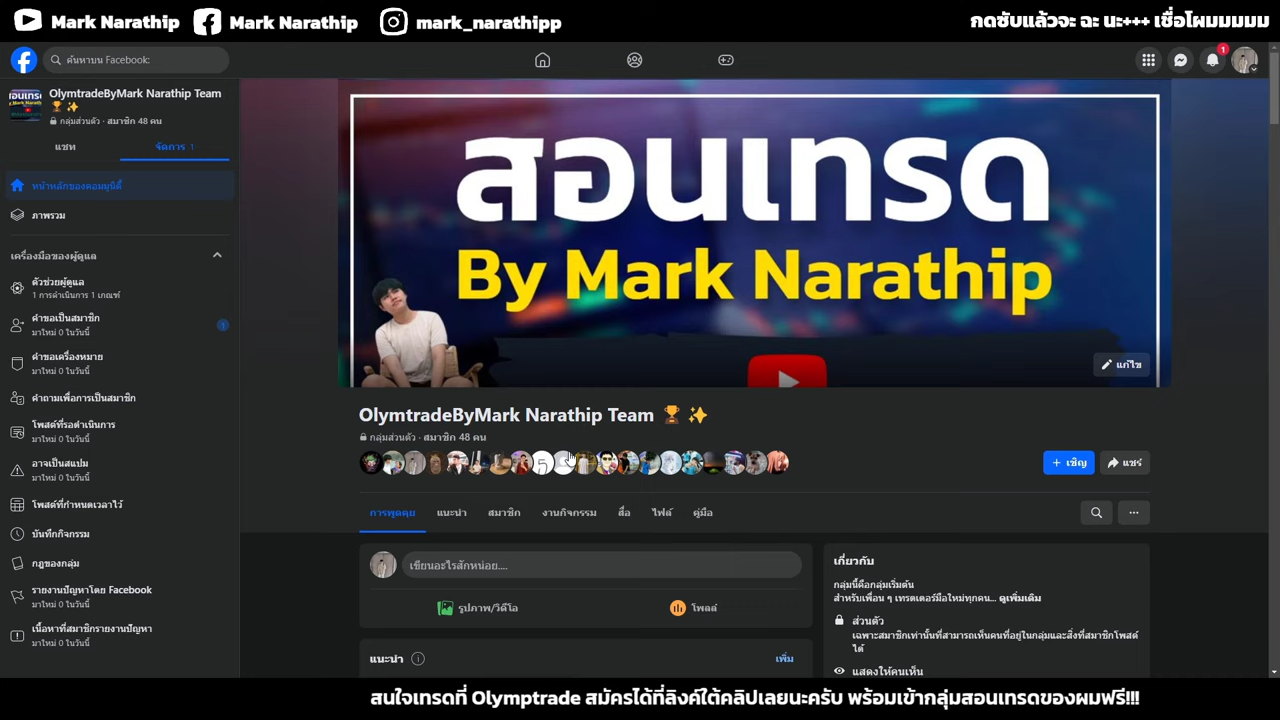 Mark Narathip Mark Narathip mark_narathipp
กดซับแล้วจะ ฉะ นะ+++ เชื่อโผมมมมม
ค้นหาบน Facebook:
1
OlymtradeByMark Narathip Team
🏆 ✨
กลุ่มส่วนตัว · สมาชิก 48 คน
แชท
จัดการ 1
หน้าหลักของคอมมูนิตี้
ภาพรวม
เครื่องมือของผู้ดูแล
ตัวช่วยผู้ดูแล
1 การดำเนินการ 1 เกณฑ์
คำขอเป็นสมาชิก
มาใหม่ 0 ในวันนี้
1
คำขอเครื่องหมาย
มาใหม่ 0 ในวันนี้
คำถามเพื่อการเป็นสมาชิก
โพสต์ที่รอดำเนินการ
มาใหม่ 0 ในวันนี้
อาจเป็นสแปม
มาใหม่ 0 ในวันนี้
โพสต์ที่กำหนดเวลาไว้
บันทึกกิจกรรม
กฎของกลุ่ม
รายงานปัญหาโดย Facebook
มาใหม่ 0 ในวันนี้
เนื้อหาที่สมาชิกรายงานปัญหา
มาใหม่ 0 ในวันนี้
สอนเทรด
By Mark Narathip
แก้ไข
OlymtradeByMark Narathip Team 🏆 ✨
กลุ่มส่วนตัว · สมาชิก 48 คน
+ เชิญ
แชร์
การพูดคุย แนะนำ สมาชิก งานกิจกรรม สื่อ ไฟล์ คู่มือ
เขียนอะไรสักหน่อย....
รูปภาพ/วิดีโอ
โพลล์
แนะนำ
เพิ่ม
เกี่ยวกับ
กลุ่มนี้คือกลุ่มเริ่มต้น
สำหรับเพื่อน ๆ เทรตเตอร์มือใหม่ทุกคน... ดูเพิ่มเติม
ส่วนตัว
เฉพาะสมาชิกเท่านั้นที่สามารถเห็นคนที่อยู่ในกลุ่มและสิ่งที่สมาชิกโพสต์
ได้
แสดงให้คนเห็น
สนใจเทรดที่ Olymptrade สมัครได้ที่ลิงค์ใต้คลิปเลยนะครับ พร้อมเข้ากลุ่มสอนเทรดของผมฟรี!!!